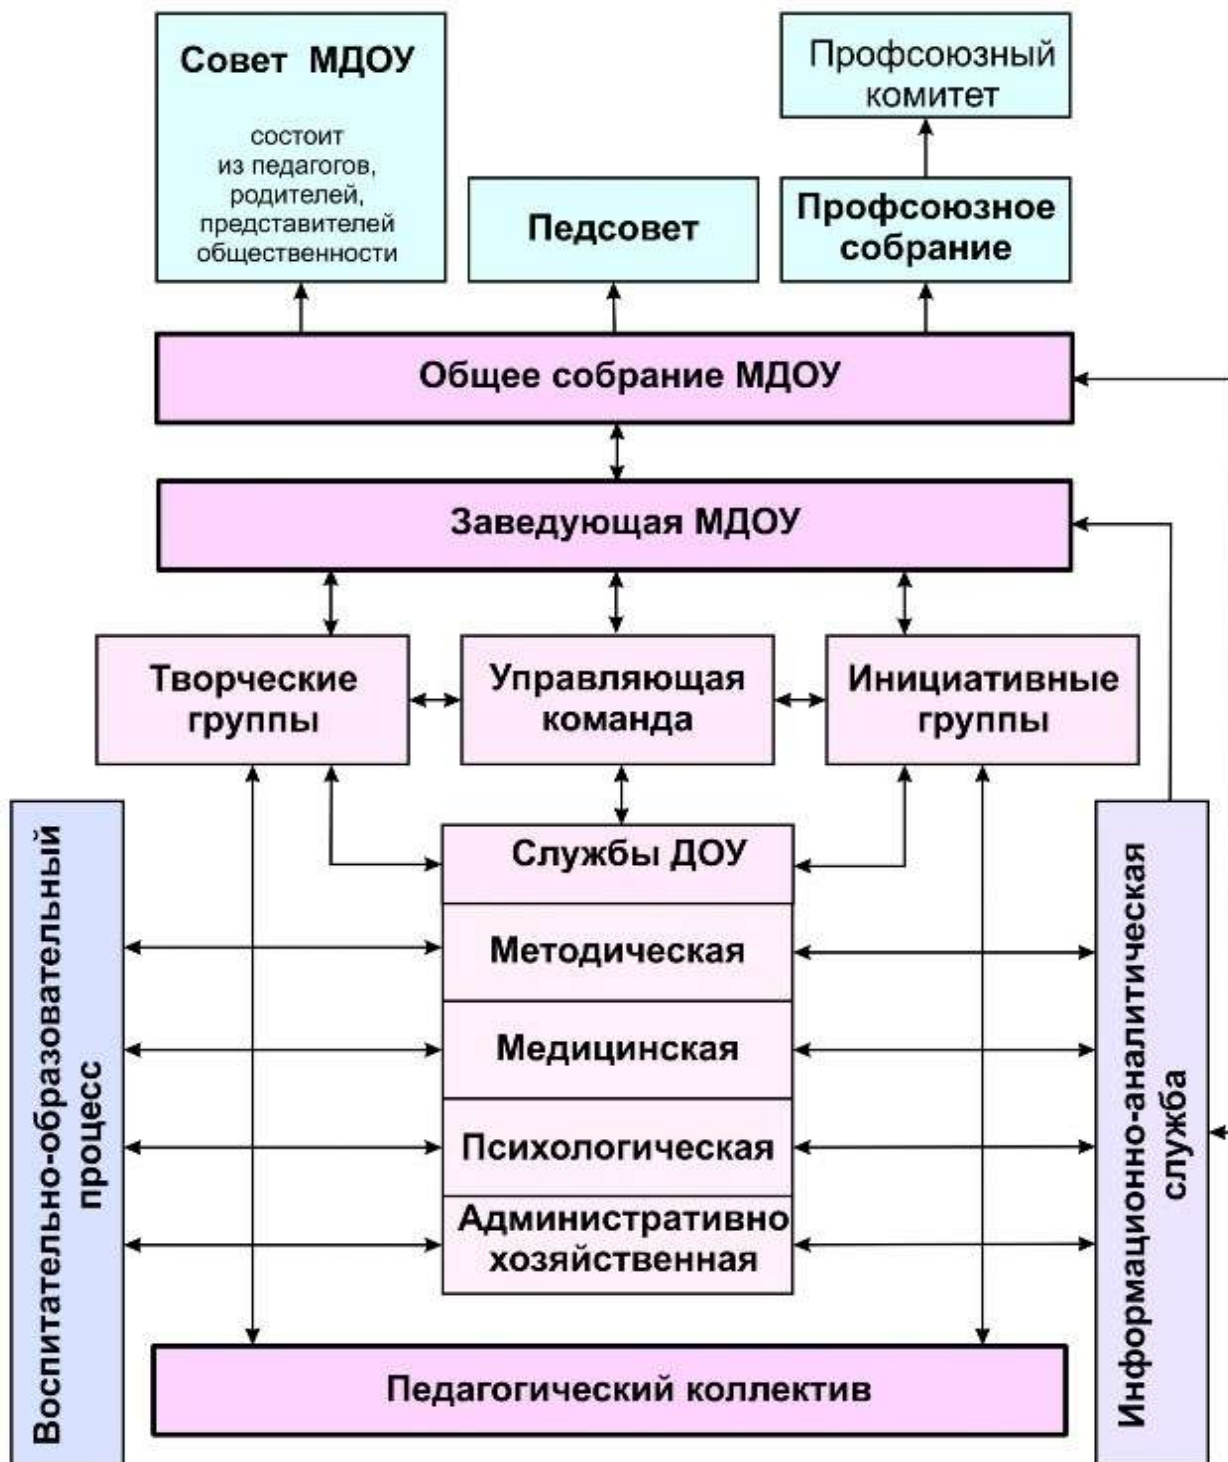 Совет МДОУ
состоит
из педагогов,
родителей,
представителей
общественности
Профсоюзный
комитет
Педсовет
Профсоюзное
собрание
Общее собрание МДОУ
Заведующая МДОУ
Творческие
группы
Управляющая
команда
Инициативные
группы
Воспитательно-образовательный
процесс
Службы ДОУ
Методическая
Медицинская
Психологическая
Административно
хозяйственная
Информационно-аналитическая
служба
Педагогический коллектив